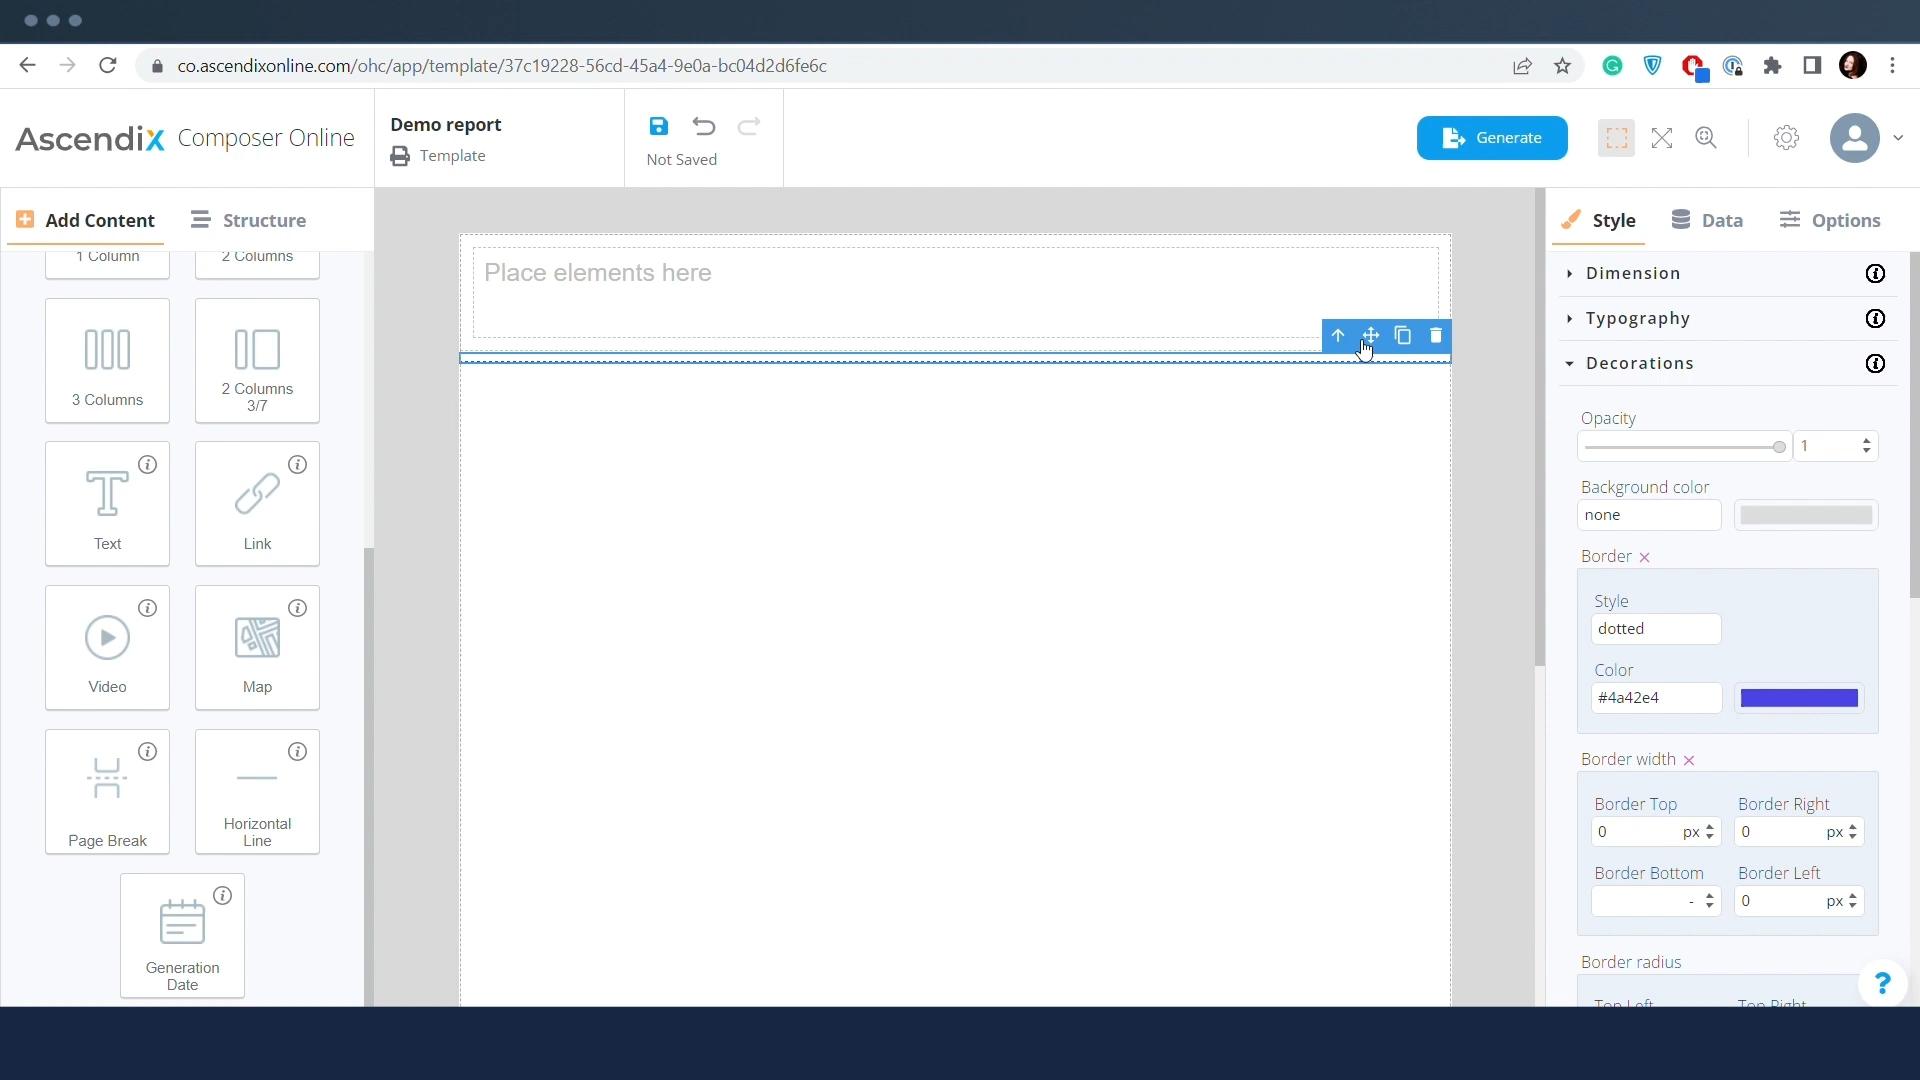 co.ascendixonline.com/ohc/app/template/37c19228-56cd-45a4-9e0a-bc04d2d6fe6c
Ascendix Composer Online
Demo report
Template
Not Saved
Generate
Add Content
Structure
Style
Data
Options
1 Column
2 Columns
3 Columns
2 Columns
3/7
Text
Link
Video
Map
Page Break
Horizontal
Line
Generation
Date
Place elements here
Dimension
Typography
Decorations
Opacity
1
Background color
none
Border
Style
dotted
Color
#4a42e4
Border width
Border Top
Border Right
0 px
0 px
Border Bottom
Border Left
-
0 px
Border radius
Top Left
Top Right
?